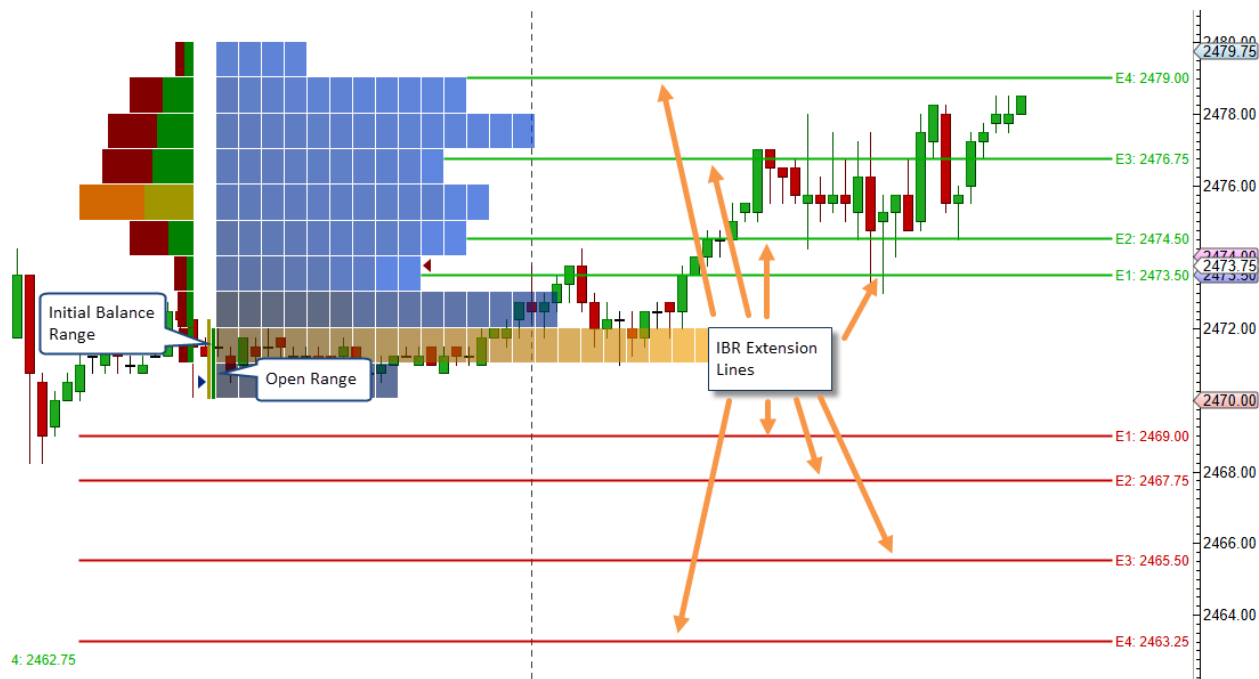 2480.00
2479.75
E4: 2479.00
2478.00
E3: 2476.75
2476.00
E2: 2474.50
2474.00
2473.75
2473.50
E1: 2473.50
Initial Balance
Range
2472.00
IBR Extension
Lines
Open Range
2470.00
E1: 2469.00
2468.00
E2: 2467.75
2466.00
E3: 2465.50
2464.00
E4: 2463.25
4: 2462.75